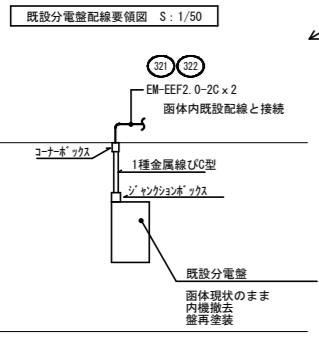 既設分電盤配線要領図 S:1/50
321 322
EM-EEF2.0-2C x 2
函体内既設配線と接続
コーナーボックス
1種金属線ぴC型
ジャンクションボックス
既設分電盤
函体現状のまま
内機撤去
盤再塗装